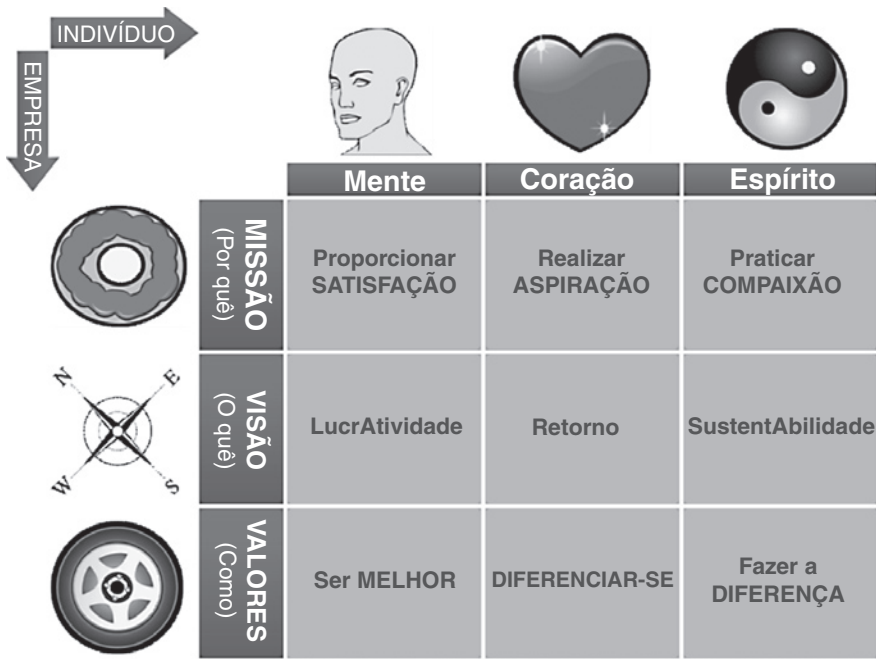 INDIVÍDUO
EMPRESA
Mente
Coração
Espírito
MISSÃO
(Por quê)
Proporcionar
SATISFAÇÃO
Realizar
ASPIRAÇÃO
Praticar
COMPAIXÃO
N
E
W
S
VISÃO
(O quê)
LucrAtividade
Retorno
SustentAbilidade
VALORES
(Como)
Ser MELHOR
DIFERENCIAR-SE
Fazer a
DIFERENÇA